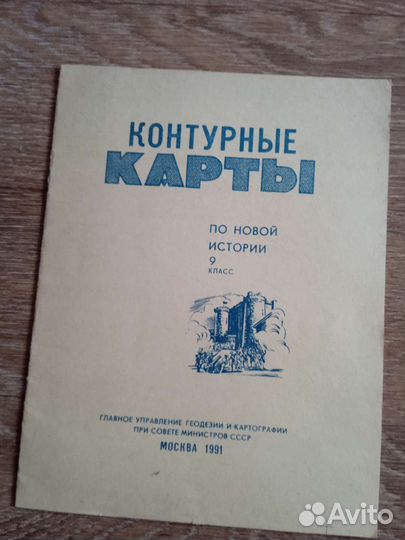 КОНТУРНЫЕ
КАРТЫ
ПО НОВОЙ
ИСТОРИИ
9
КЛАСС
ГЛАВНОЕ УПРАВЛЕНИЕ ГЕОДЕЗИИ И КАРТОГРАФИИ
ПРИ СОВЕТЕ МИНИСТРОВ СССР
МОСКВА 1991
Avito